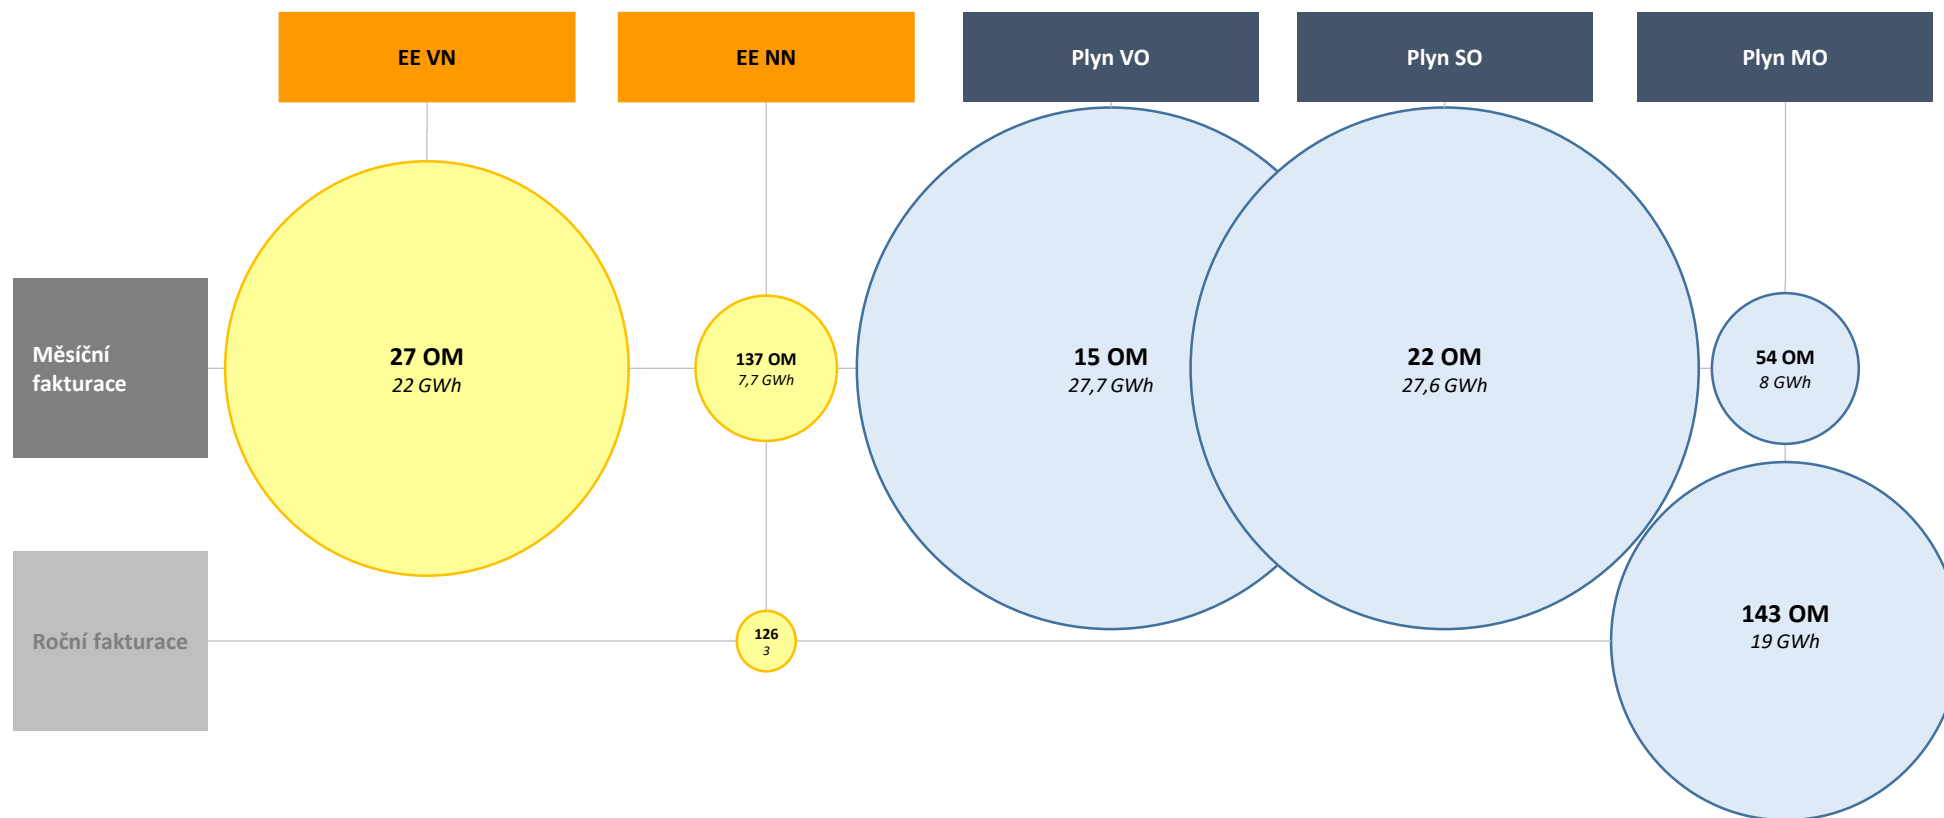 EE VN
EE NN
Plyn VO
Plyn SO
Plyn MO
Měsíční
fakturace
27 OM
22 GWh
137 OM
7,7 GWh
15 OM
27,7 GWh
22 OM
27,6 GWh
54 OM
8 GWh
Roční fakturace
126
3
143 OM
19 GWh